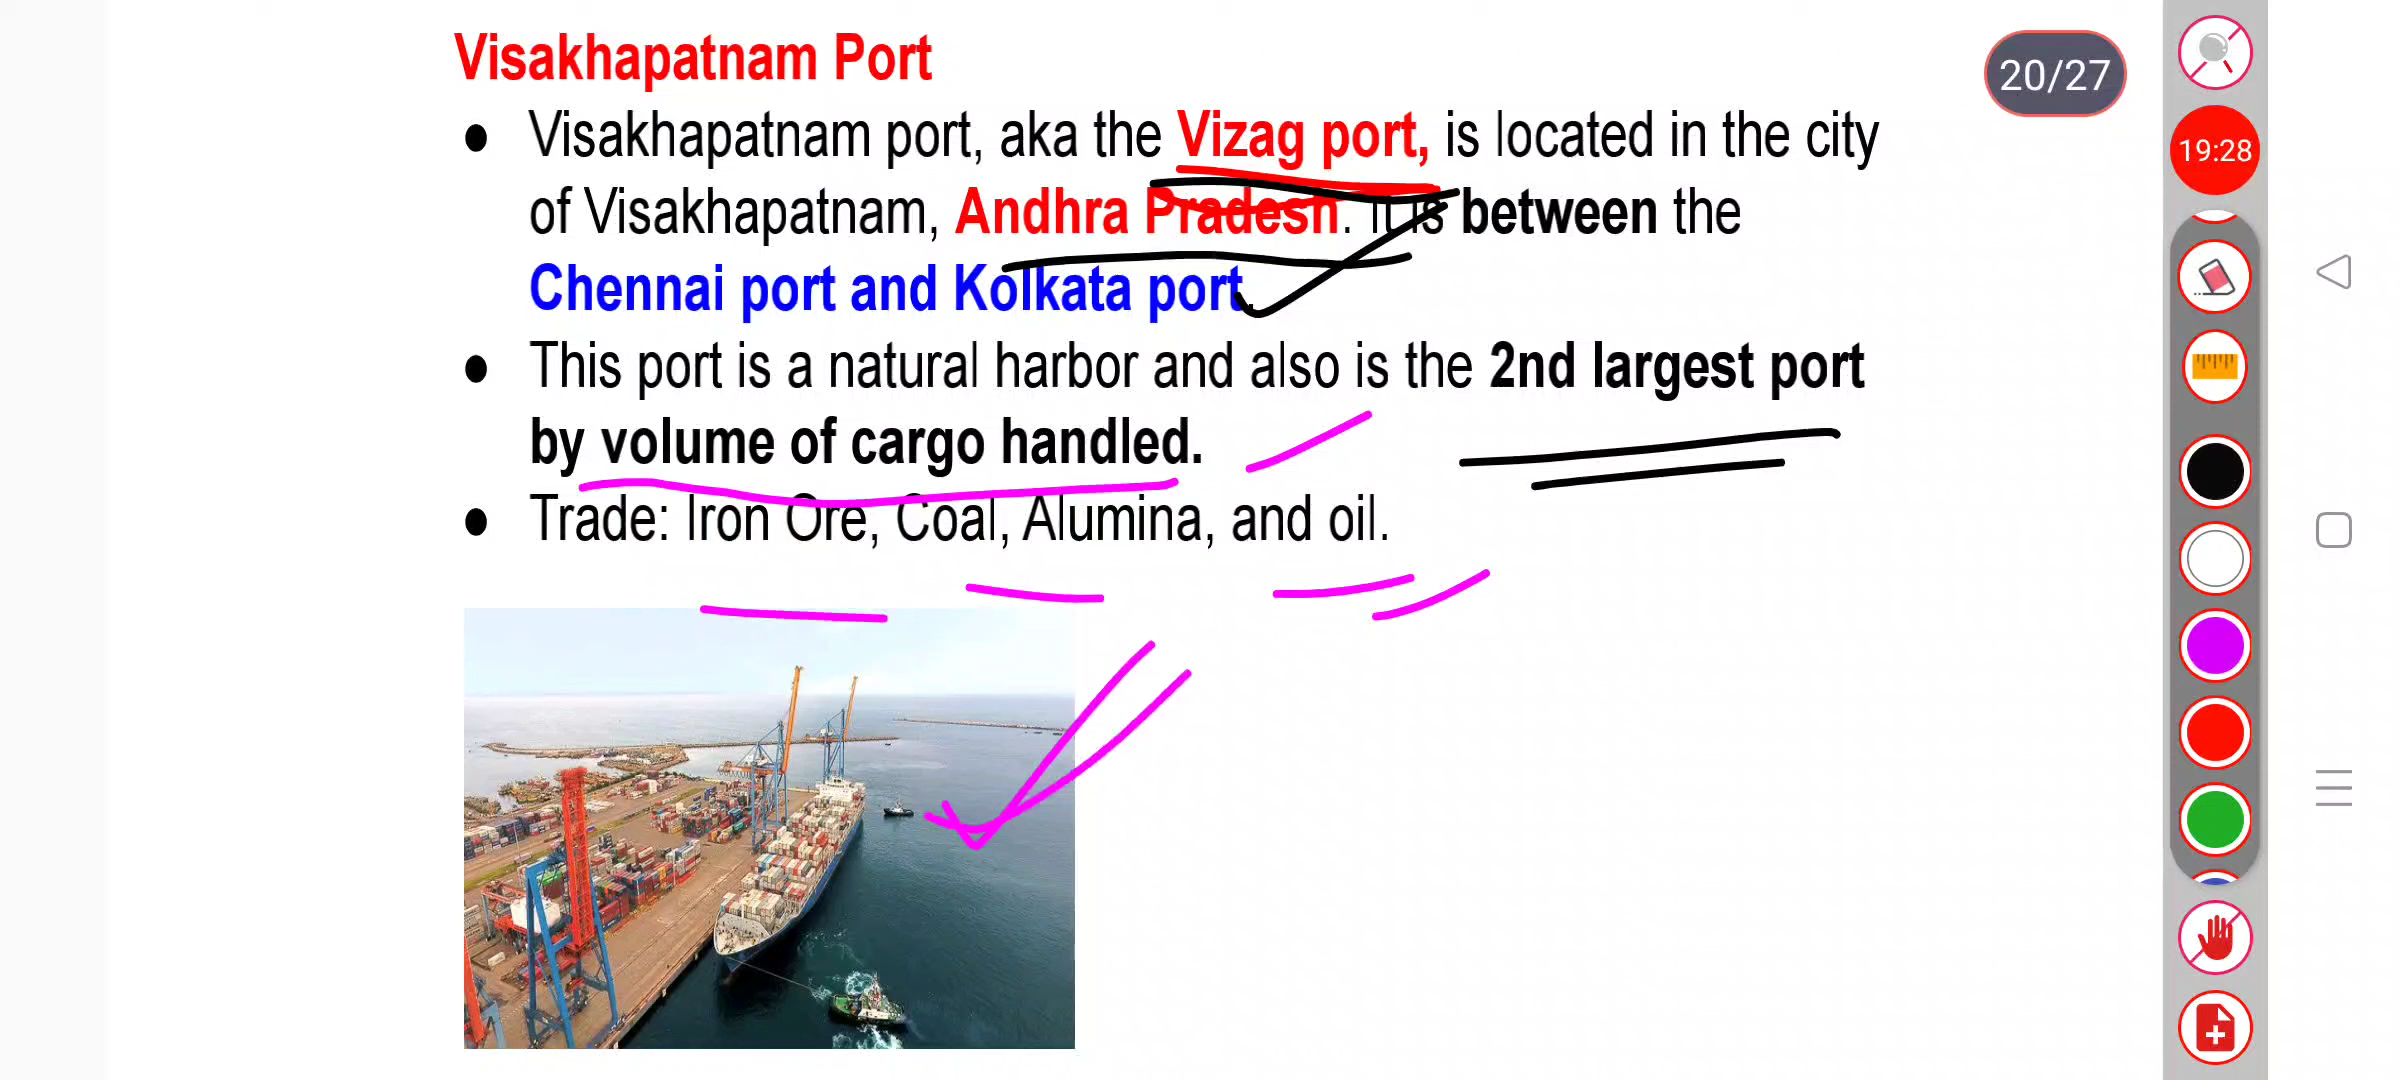 Visakhapatnam Port
20/27
● Visakhapatnam port, aka the Vizag port, is located in the city
19:28
of Visakhapatnam, Andhra Pradesh. It is between the
Chennai port and Kolkata port.
● This port is a natural harbor and also is the 2nd largest port
by volume of cargo handled.
● Trade: Iron Ore, Coal, Alumina, and oil.